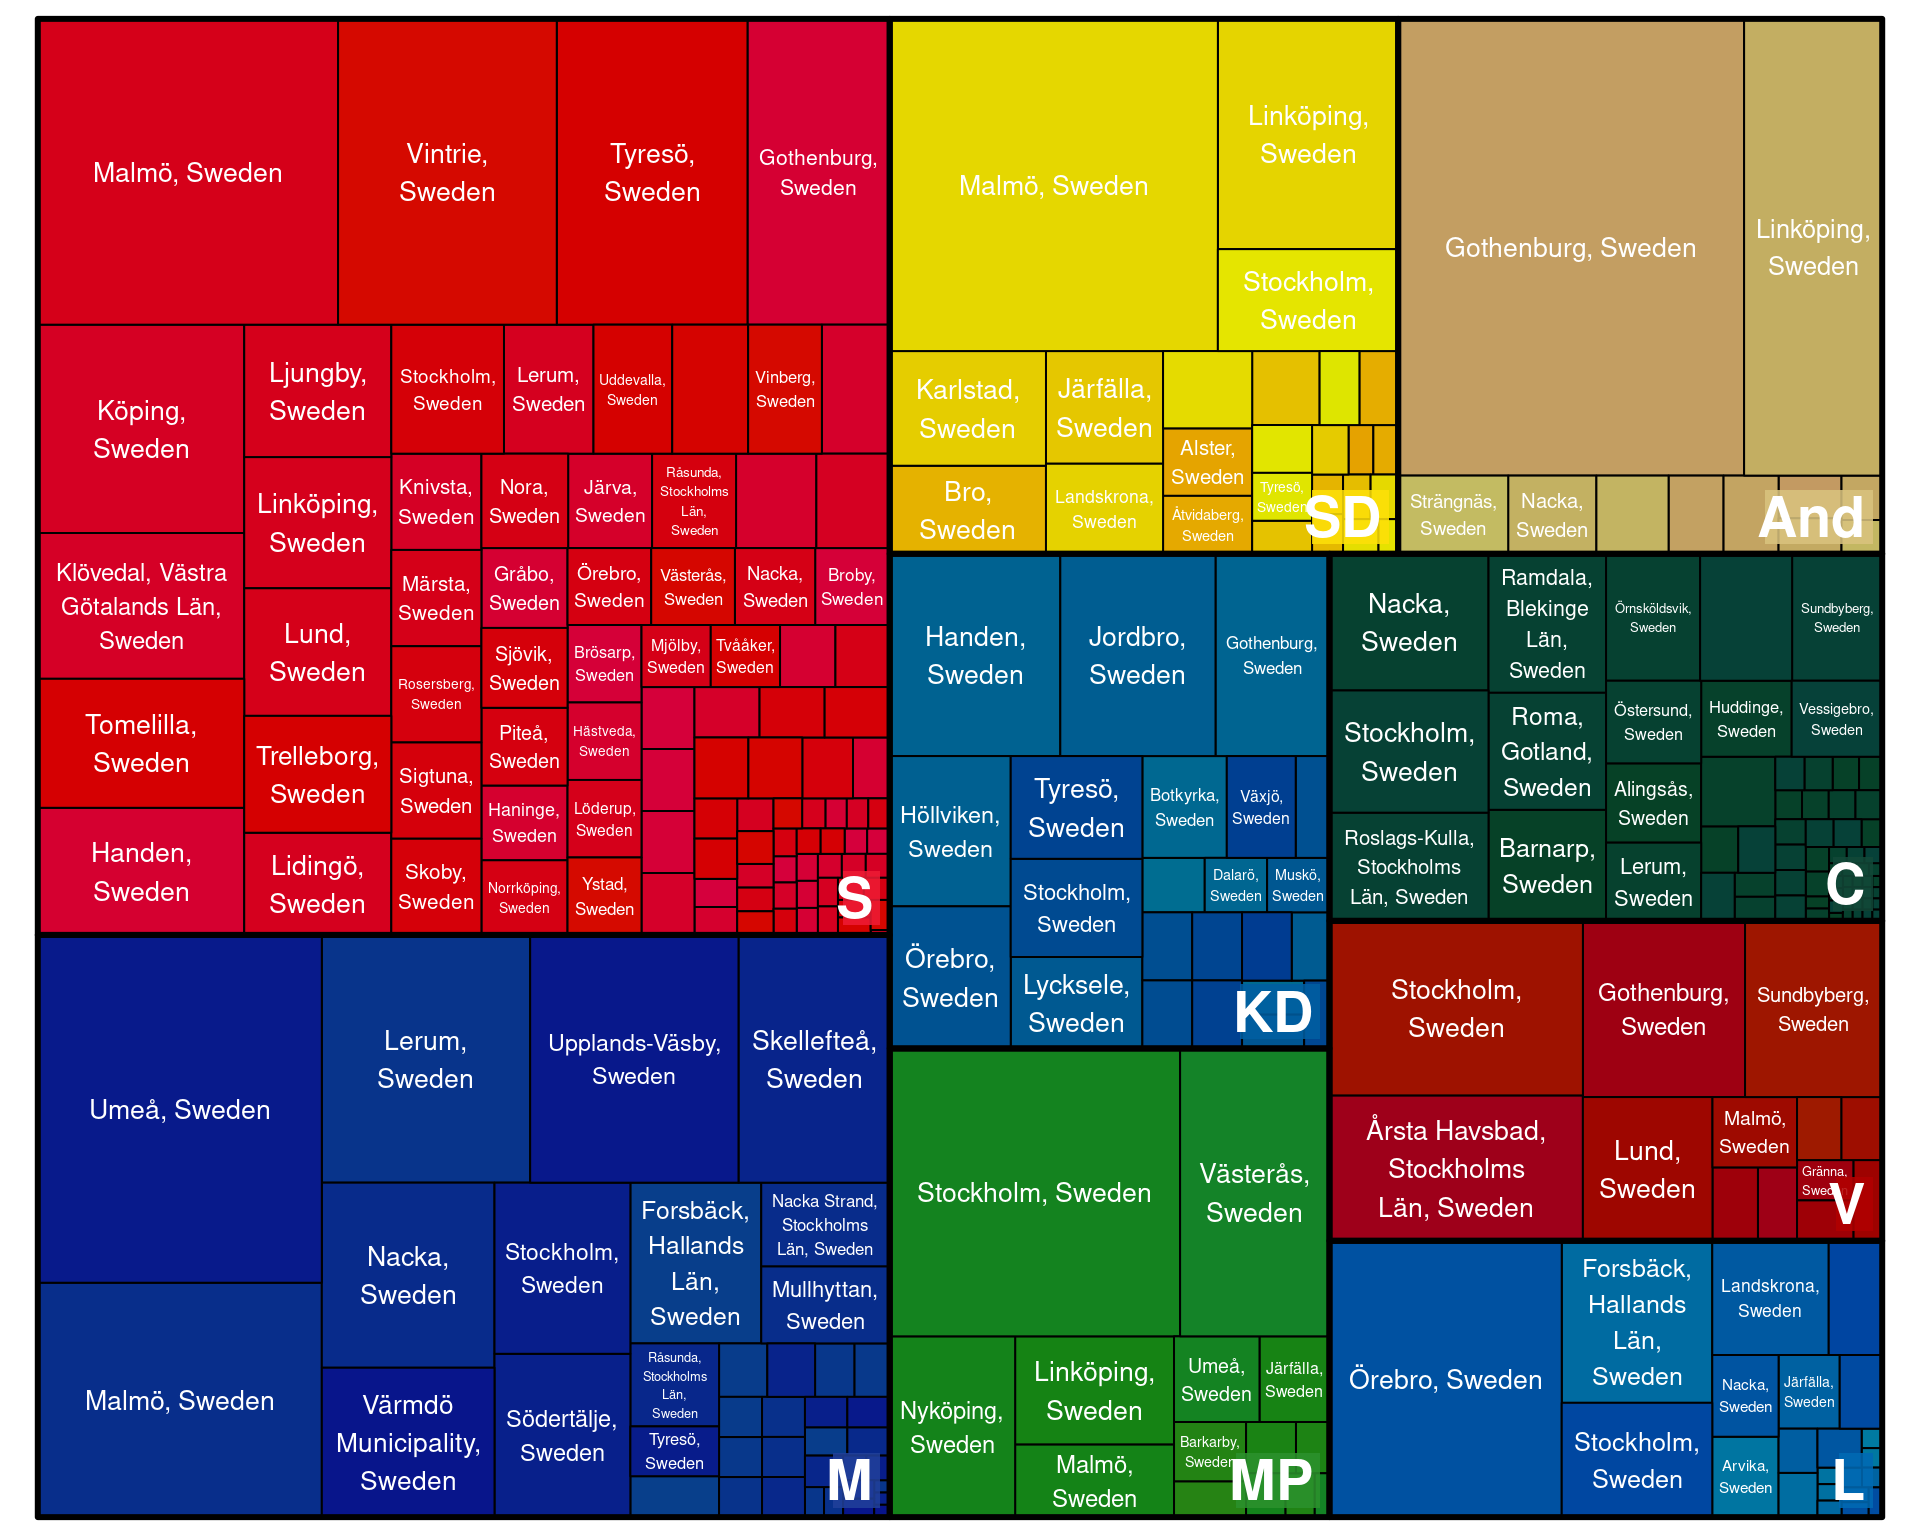 Malmö, Sweden
Vintrie,
Sweden
Tyresö,
Sweden
Gothenburg,
Sweden
Köping,
Sweden
Klövedal, Västra
Götalands Län,
Sweden
Tomelilla,
Sweden
Handen,
Sweden
Ljungby,
Sweden
Linköping,
Sweden
Lund,
Sweden
Trelleborg,
Sweden
Lidingö,
Sweden
Stockholm,
Sweden
Lerum,
Sweden
Uddevalla,
Sweden
Vinberg,
Sweden
Knivsta,
Sweden
Nora,
Sweden
Järva,
Sweden
Råsunda,
Stockholms
Län,
Sweden
Märsta,
Sweden
Gråbo,
Sweden
Örebro,
Sweden
Västerås,
Sweden
Nacka,
Sweden
Broby,
Sweden
Rosersberg,
Sweden
Sjövik,
Sweden
Brösarp,
Sweden
Mjölby,
Sweden
Tvååker,
Sweden
Sigtuna,
Sweden
Piteå,
Sweden
Hästveda,
Sweden
Haninge,
Sweden
Löderup,
Sweden
Skoby,
Sweden
Norrköping,
Sweden
Ystad,
Sweden
S
Umeå, Sweden
Malmö, Sweden
Lerum,
Sweden
Upplands-Väsby,
Sweden
Skellefteå,
Sweden
Nacka,
Sweden
Värmdö
Municipality,
Sweden
Stockholm,
Sweden
Södertälje,
Sweden
Forsbäck,
Hallands
Län,
Sweden
Nacka Strand,
Stockholms
Län, Sweden
Mullhyttan,
Sweden
Råsunda,
Stockholms
Län,
Sweden
Tyresö,
Sweden
M
Malmö, Sweden
Linköping,
Sweden
Stockholm,
Sweden
Karlstad,
Sweden
Bro,
Sweden
Järfälla,
Sweden
Landskrona,
Sweden
Alster,
Sweden
Åtvidaberg,
Sweden
Tyresö,
Sweden
SD
Gothenburg, Sweden
Linköping,
Sweden
Strängnäs,
Sweden
Nacka,
Sweden
And
Handen,
Sweden
Jordbro,
Sweden
Gothenburg,
Sweden
Höllviken,
Sweden
Örebro,
Sweden
Tyresö,
Sweden
Stockholm,
Sweden
Lycksele,
Sweden
Botkyrka,
Sweden
Växjö,
Sweden
Dalarö,
Sweden
Muskö,
Sweden
KD
Stockholm, Sweden
Västerås,
Sweden
Nyköping,
Sweden
Linköping,
Sweden
Malmö,
Sweden
Umeå,
Sweden
Järfälla,
Sweden
Barkarby,
Sweden
MP
Nacka,
Sweden
Stockholm,
Sweden
Roslags-Kulla,
Stockholms
Län, Sweden
Ramdala,
Blekinge
Län,
Sweden
Roma,
Gotland,
Sweden
Barnarp,
Sweden
Örnsköldsvik,
Sweden
Sundbyberg,
Sweden
Östersund,
Sweden
Huddinge,
Sweden
Vessigebro,
Sweden
Alingsås,
Sweden
Lerum,
Sweden
C
Stockholm,
Sweden
Gothenburg,
Sweden
Sundbyberg,
Sweden
Årsta Havsbad,
Stockholms
Län, Sweden
Lund,
Sweden
Malmö,
Sweden
Gränna,
Sweden
V
Örebro, Sweden
Forsbäck,
Hallands
Län,
Sweden
Stockholm,
Sweden
Landskrona,
Sweden
Nacka,
Sweden
Järfälla,
Sweden
Arvika,
Sweden
L